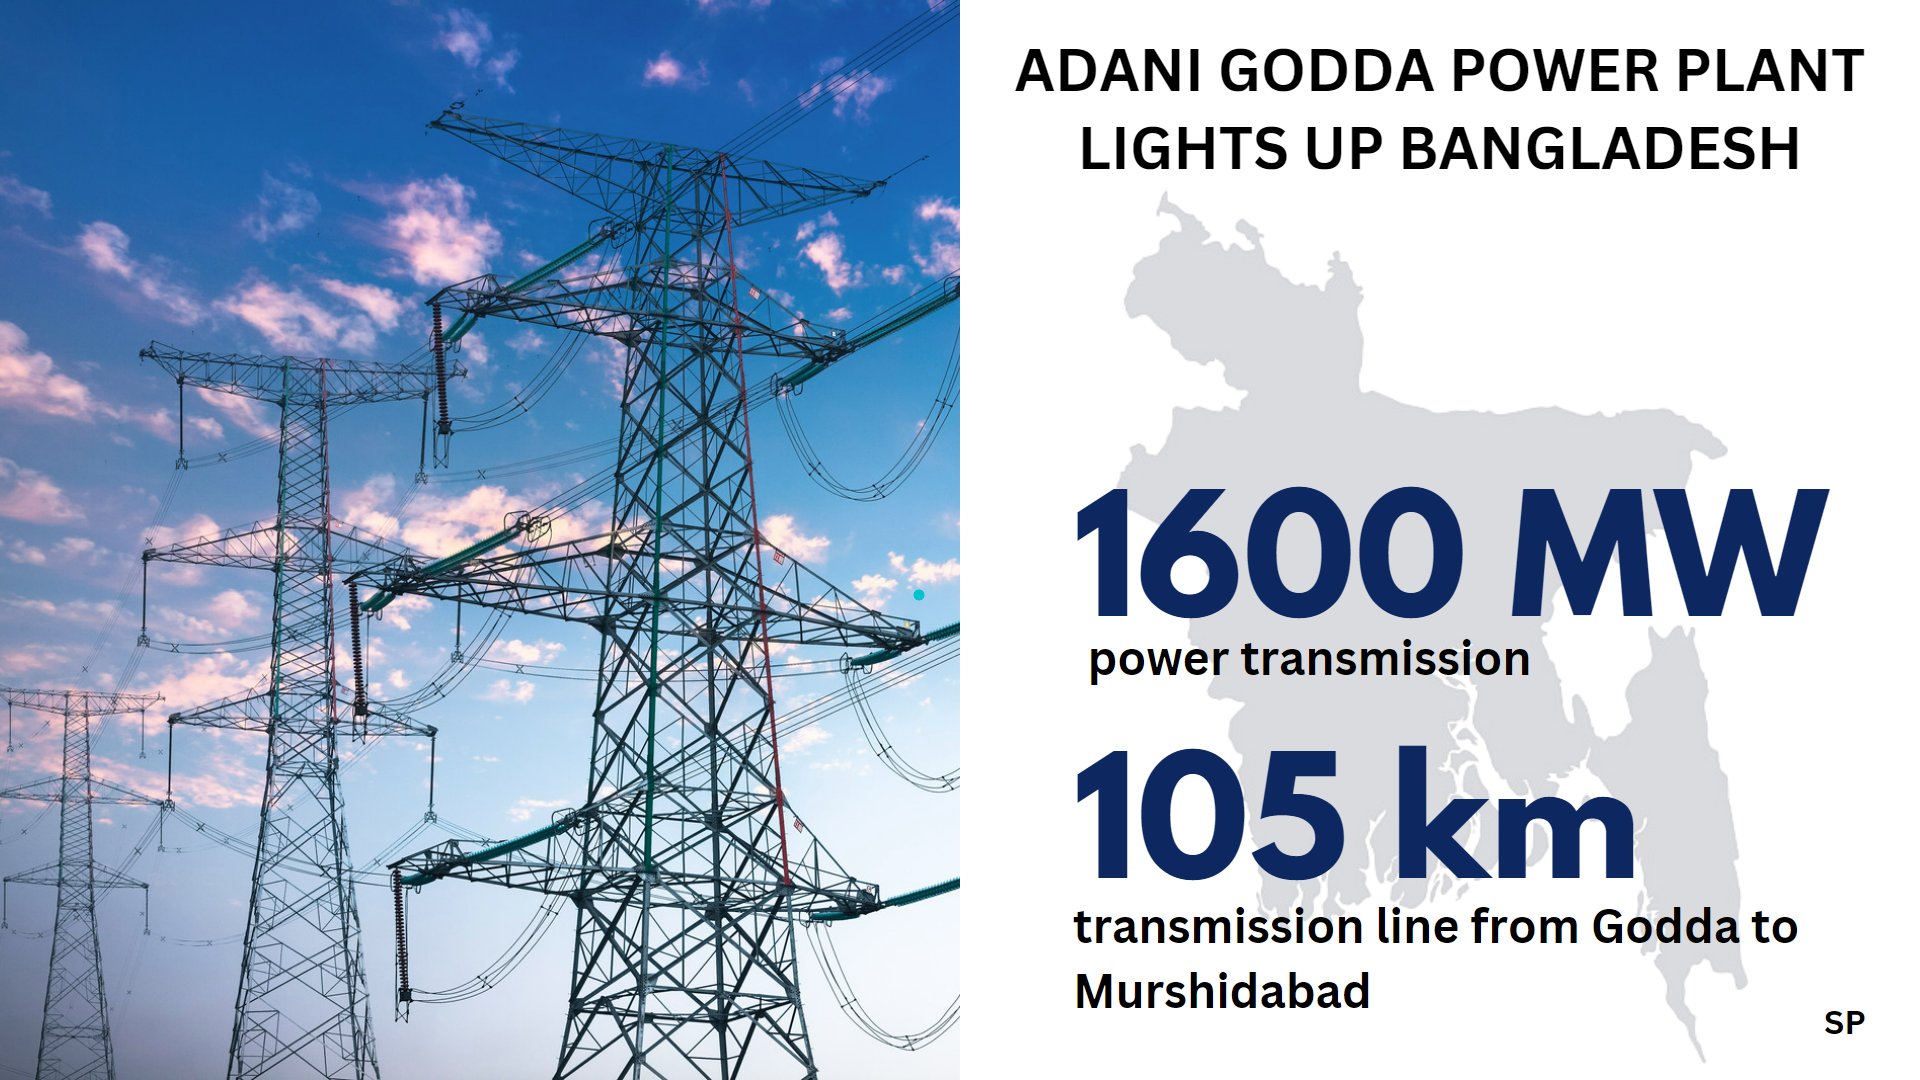 ADANI GODDA POWER PLANT
LIGHTS UP BANGLADESH
1600 MW
power transmission
105 km
transmission line from Godda to
Murshidabad
SP